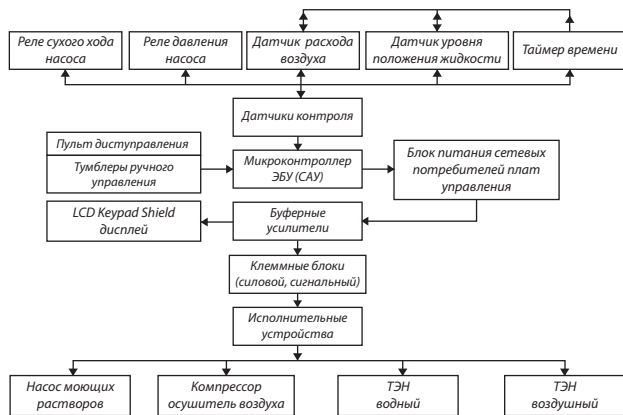 Реле сухого хода
насоса
Реле давления
насоса
Датчик расхода
воздуха
Датчик уровня
положения жидкости
Таймер времени
Датчики контроля
Пульт диступравления
Тумблеры ручного
управления
Микроконтроллер
ЭБУ (САУ)
Блок питания сетевых
потребителей плат
управления
LCD Keypad Shield
дисплей
Буферные
усилители
Клеммные блоки
(силовой, сигнальный)
Исполнительные
устройства
Насос моющих
растворов
Компрессор
осушитель воздуха
ТЭН
водный
ТЭН
воздушный